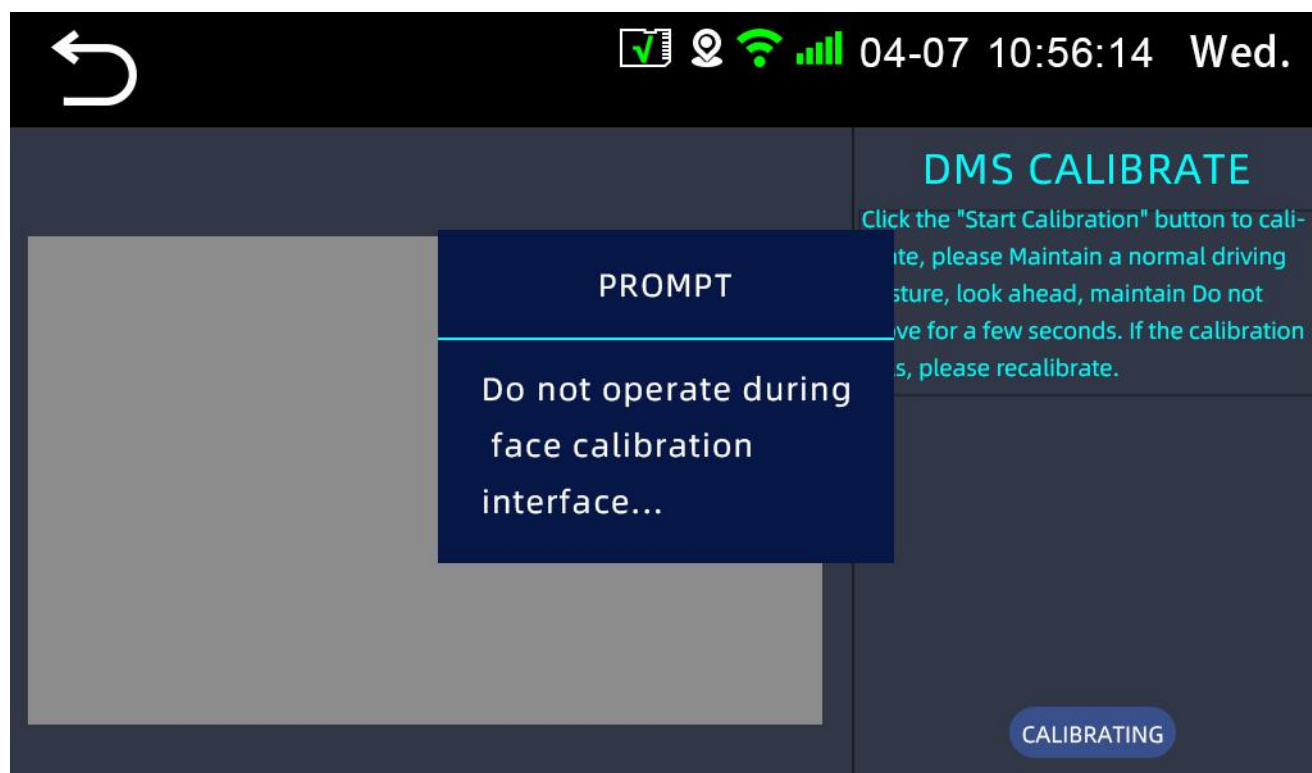 04-07 10:56:14 Wed.
DMS CALIBRATE
Click the "Start Calibration" button to cali-
te, please Maintain a normal driving
sture, look ahead, maintain Do not
ve for a few seconds. If the calibration
s, please recalibrate.
PROMPT
Do not operate during
face calibration
interface...
CALIBRATING